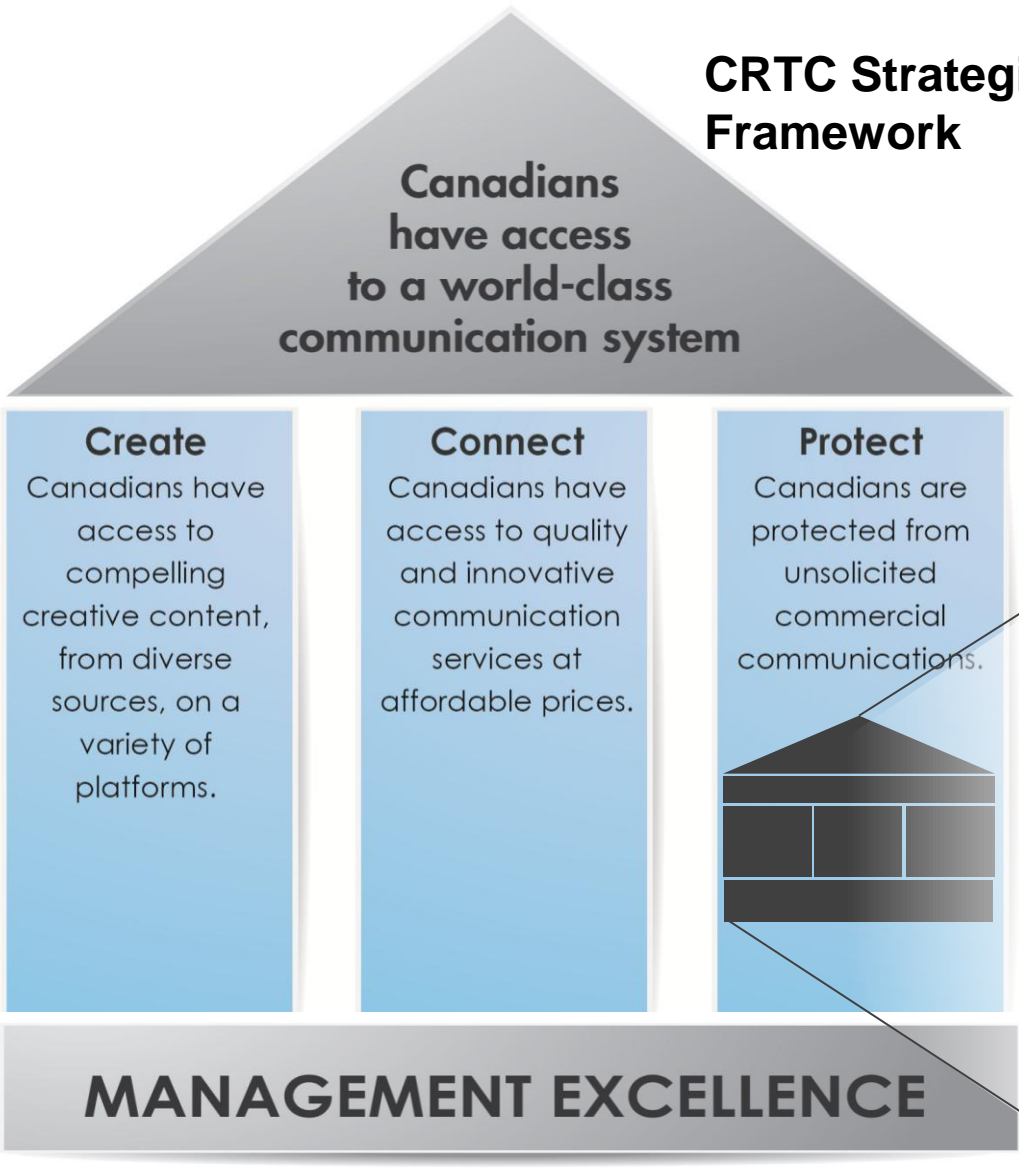 CRTC Strategi
Framework
Canadians
have access
to a world-class
communication system
Create
Canadians have
access to
compelling
creative content,
from diverse
sources, on a
variety of
platforms.
Connect
Canadians have
access to quality
and innovative
communication
services at
affordable prices.
Protect
Canadians are
protected from
unsolicited
commercial
communications.
MANAGEMENT EXCELLENCE